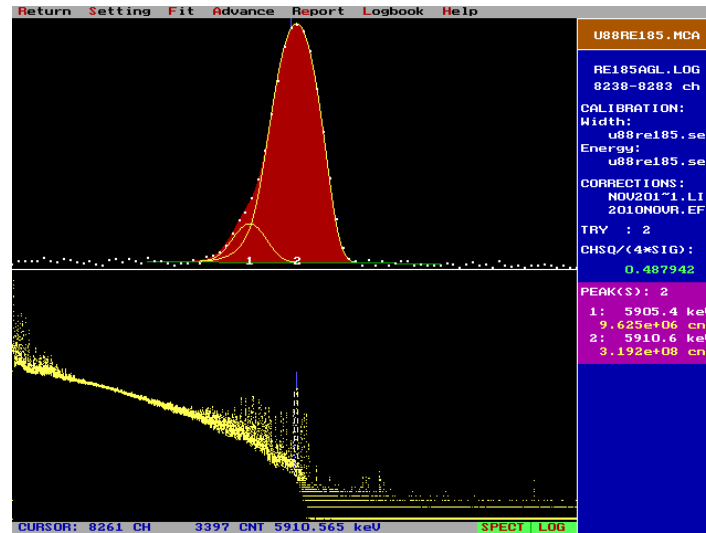 Return Setting Fit Advance Report Logbook Help
U88RE185.MCA
RE185AGL.LOG
8238-8283 ch
CALIBRATION:
Width:
u88re185.se
Energy:
u88re185.se
CORRECTIONS:
NOV201~1.LI
2010NOVR.EF
TRY : 2
CHSQ/(4*SIG):
0.487942
PEAK(S): 2
1: 5905.4 keV
9.625e+06 cn
2: 5910.6 keV
3.192e+08 cn
1 2
CURSOR: 8261 CH 3397 CNT 5910.565 keV SPECT LOG